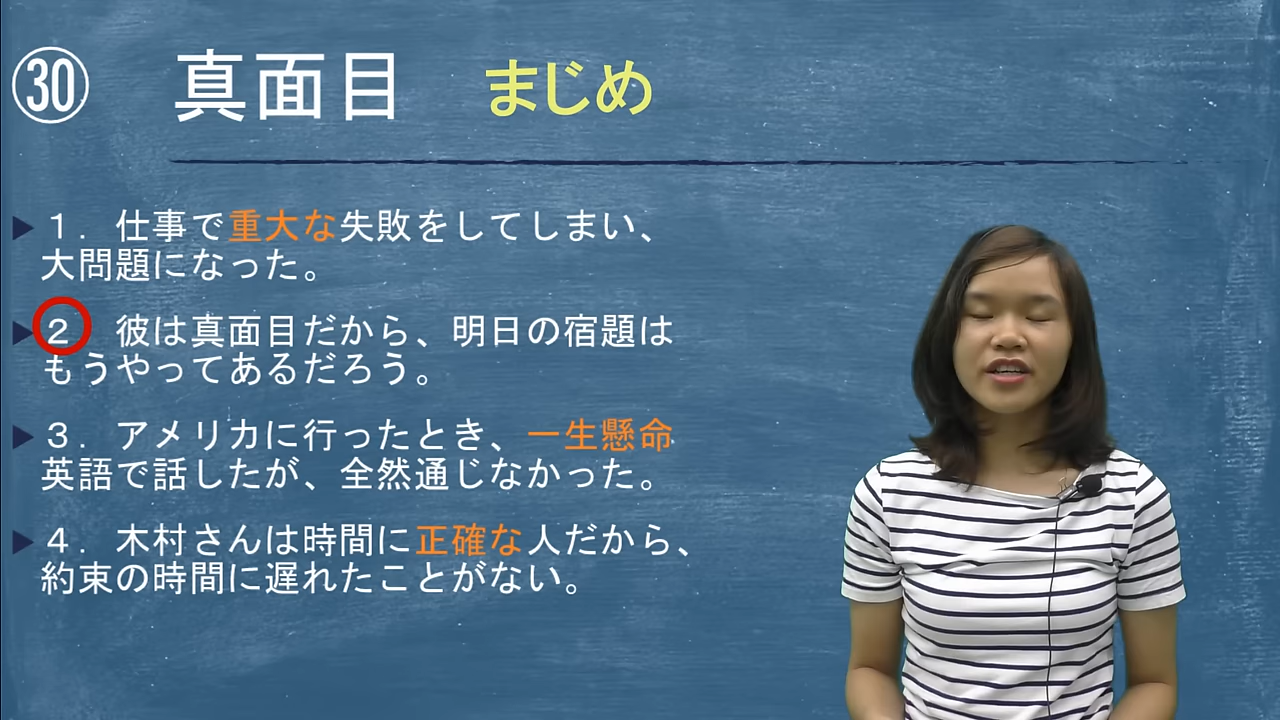 ㉚ 真面目 まじめ
１．仕事で重大な失敗をしてしまい、
大問題になった。
２ 彼は真面目だから、明日の宿題は
もうやってあるだろう。
３．アメリカに行ったとき、一生懸命
英語で話したが、全然通じなかった。
４．木村さんは時間に正確な人だから、
約束の時間に遅れたことがない。